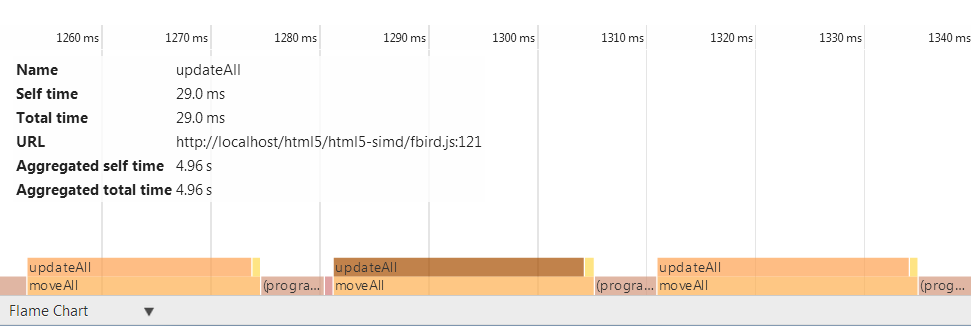 1260 ms 1270 ms 1280 ms 1290 ms 1300 ms 1310 ms 1320 ms 1330 ms 1340 ms
Name updateAll
Self time 29.0 ms
Total time 29.0 ms
URL http://localhost/html5/html5-simd/fbird.js:121
Aggregated self time 4.96 s
Aggregated total time 4.96 s
updateAll updateAll updateAll
moveAll (progra... moveAll (progra... moveAll (prog...
Flame Chart ▼